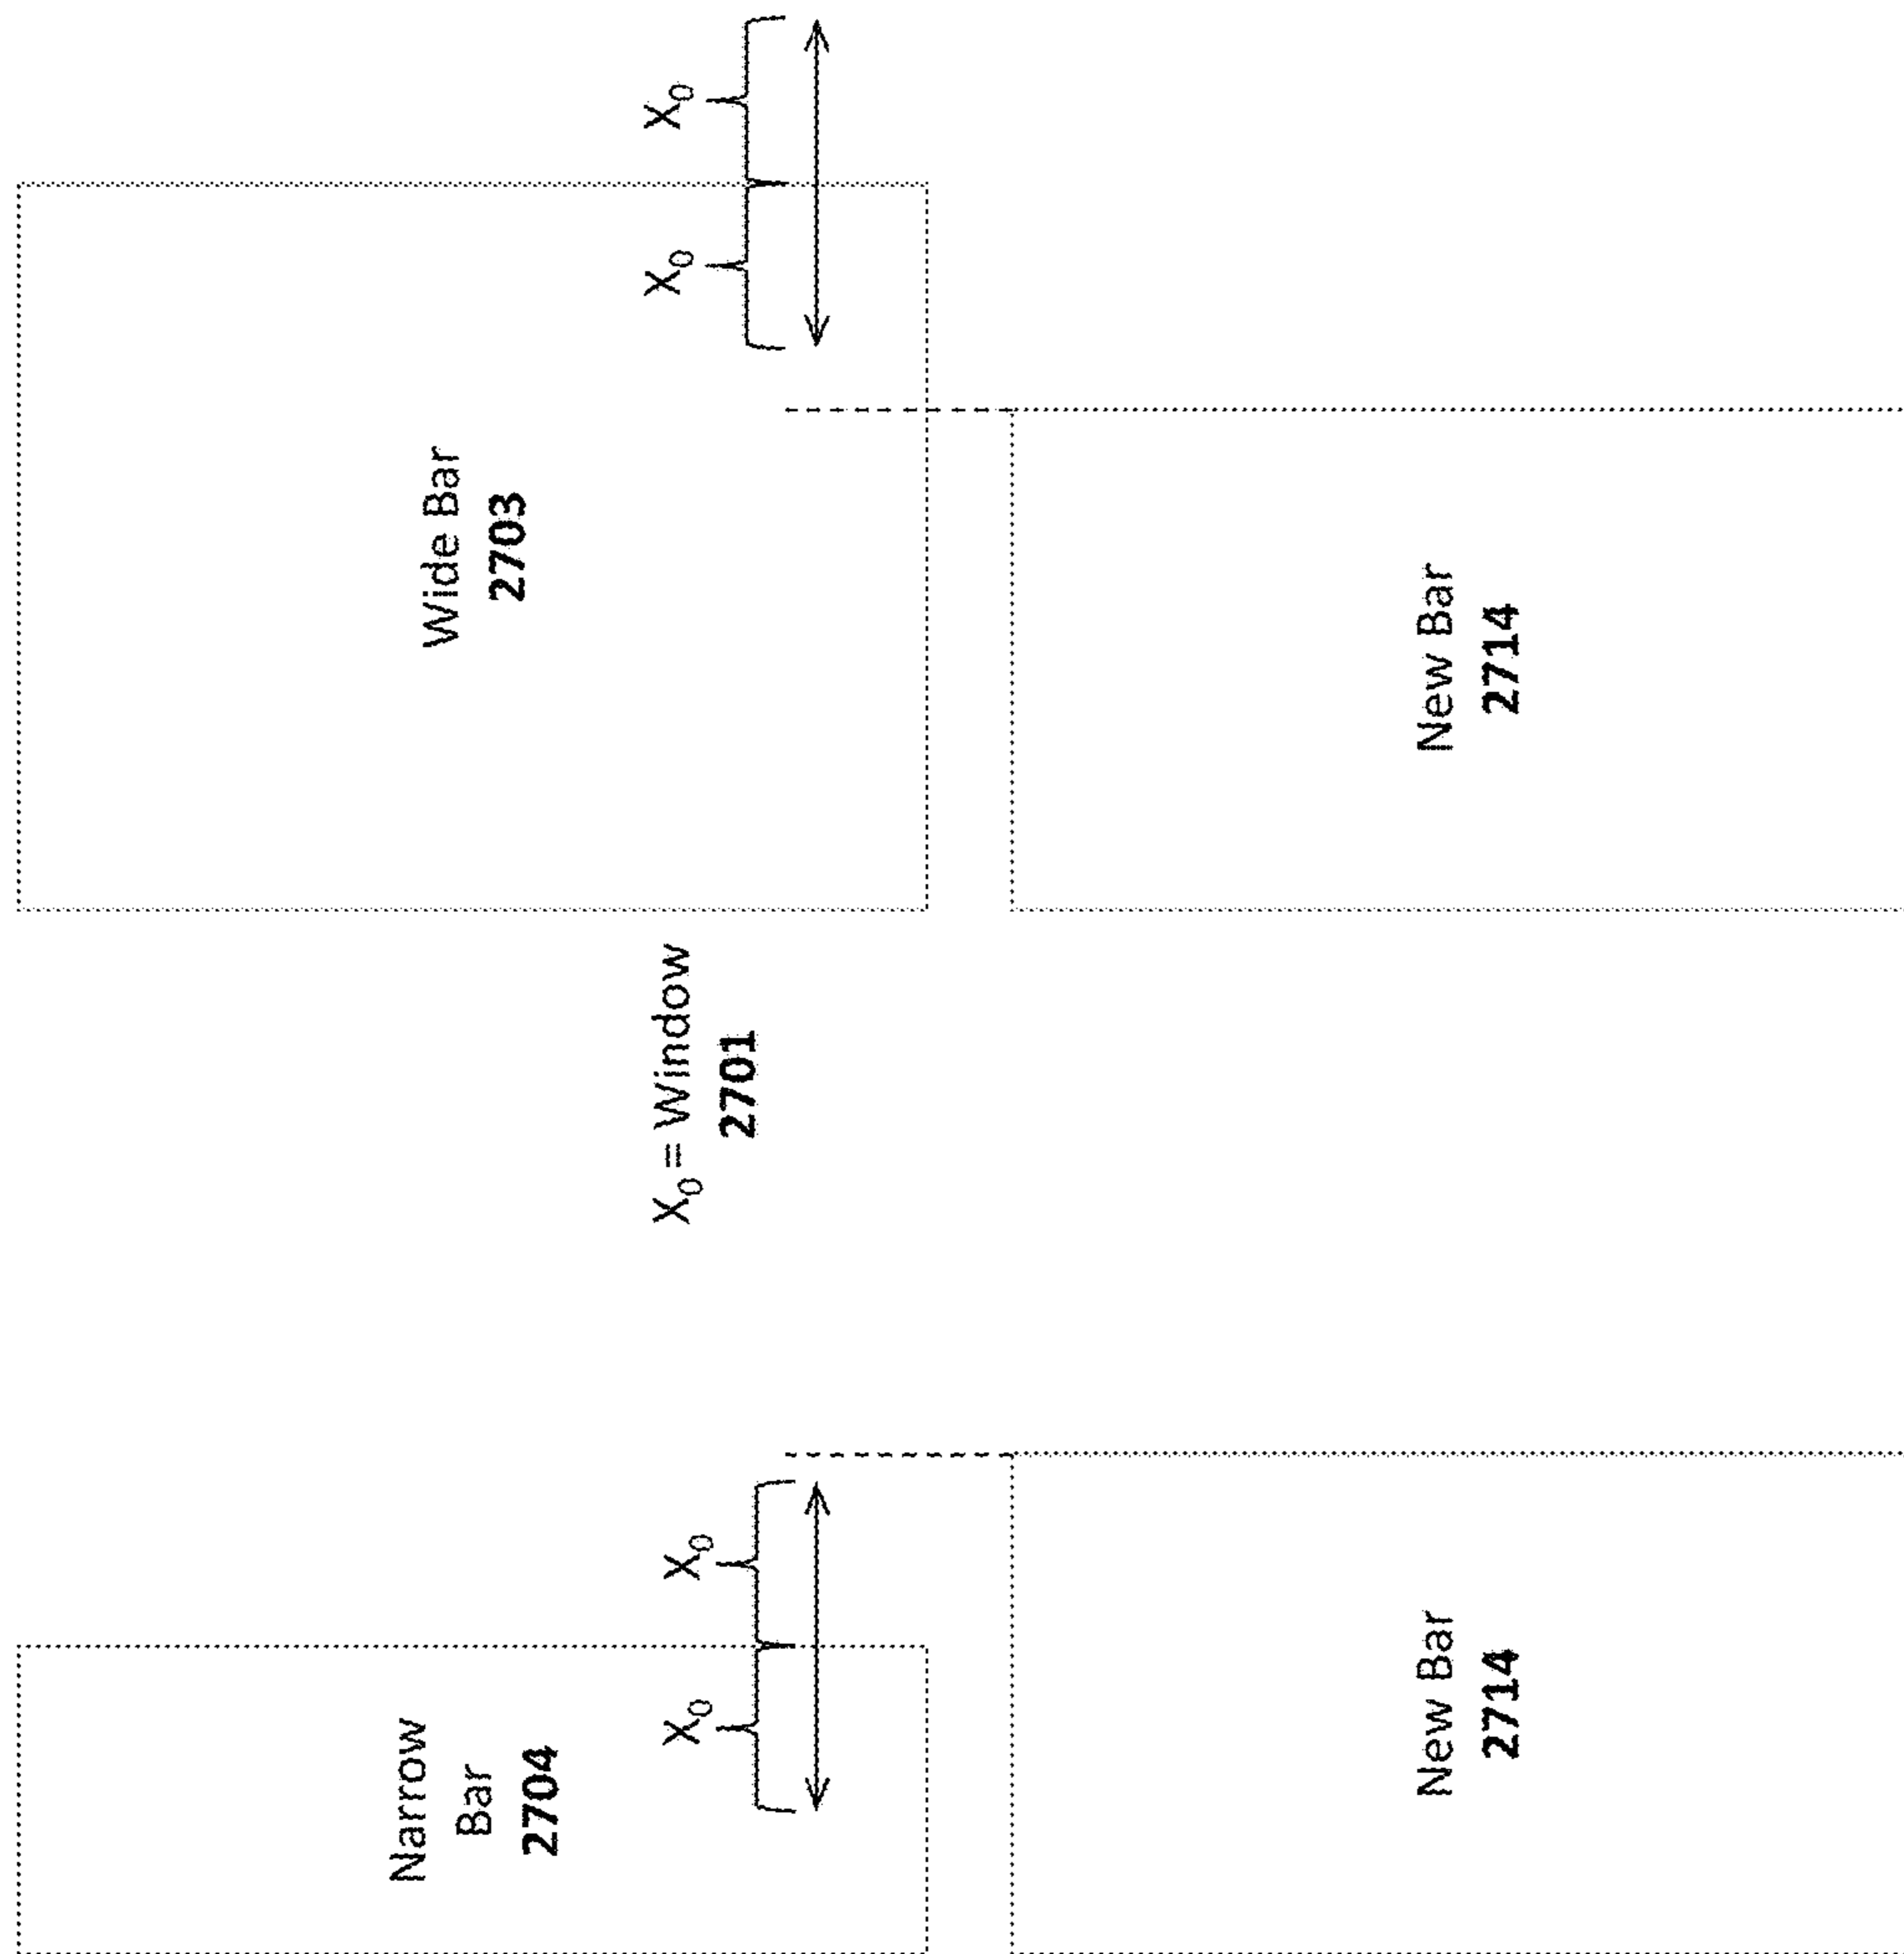 Narrow
Bar
2704
X₀
X₀
X₀ = Window
2701
Wide Bar
2703
X₀
X₀
New Bar
2714
New Bar
2714